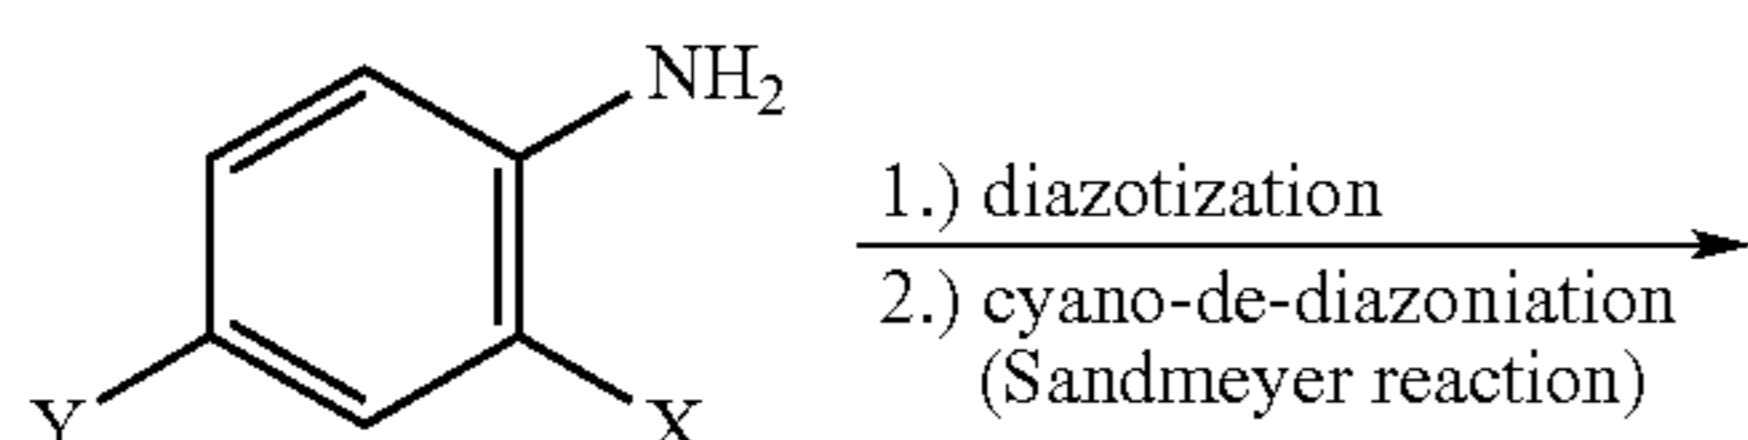 NH₂
1.) diazotization
2.) cyano-de-diazoniation
(Sandmeyer reaction)
Y
X